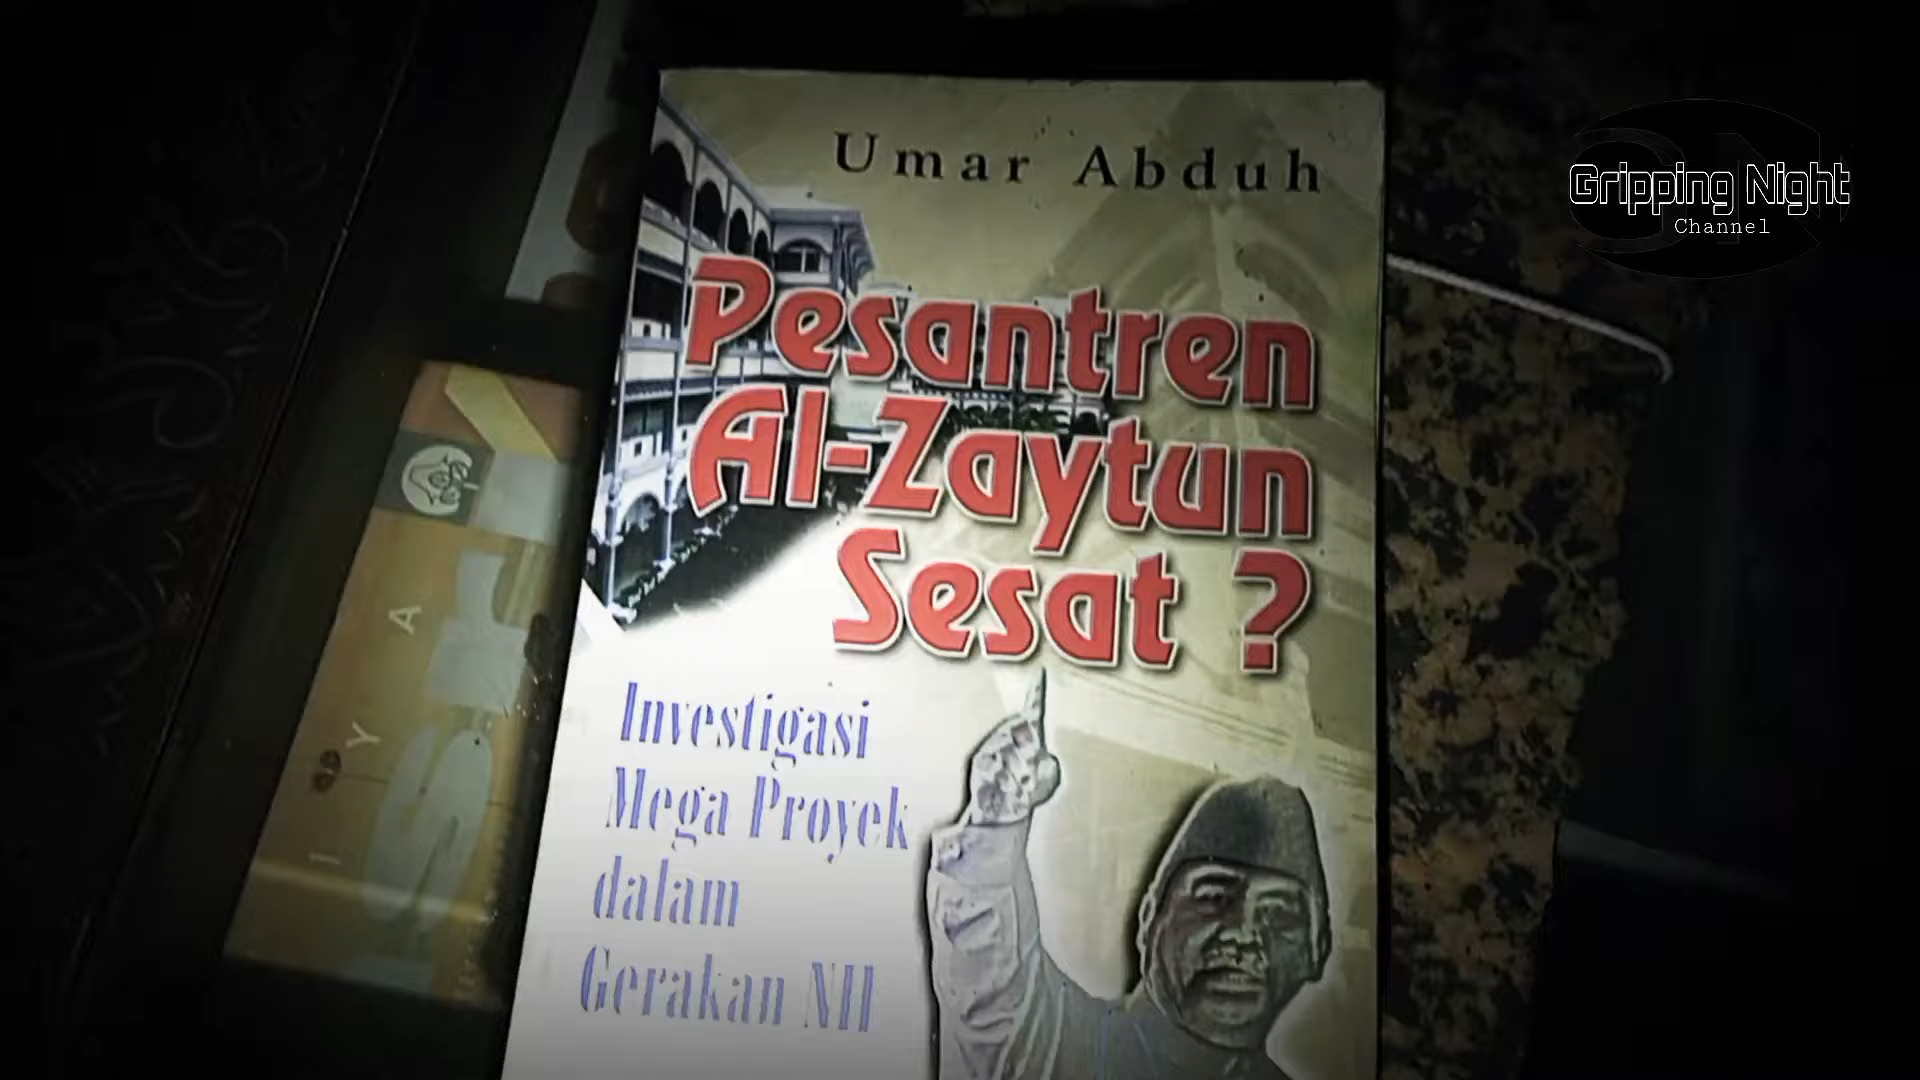 Umar Abduh
Gripping Night
Channel
Pesantren
Al-Zaytun
Sesat ?
Investigasi
Mega Proyek
dalam
Gerakan NII
I Y A